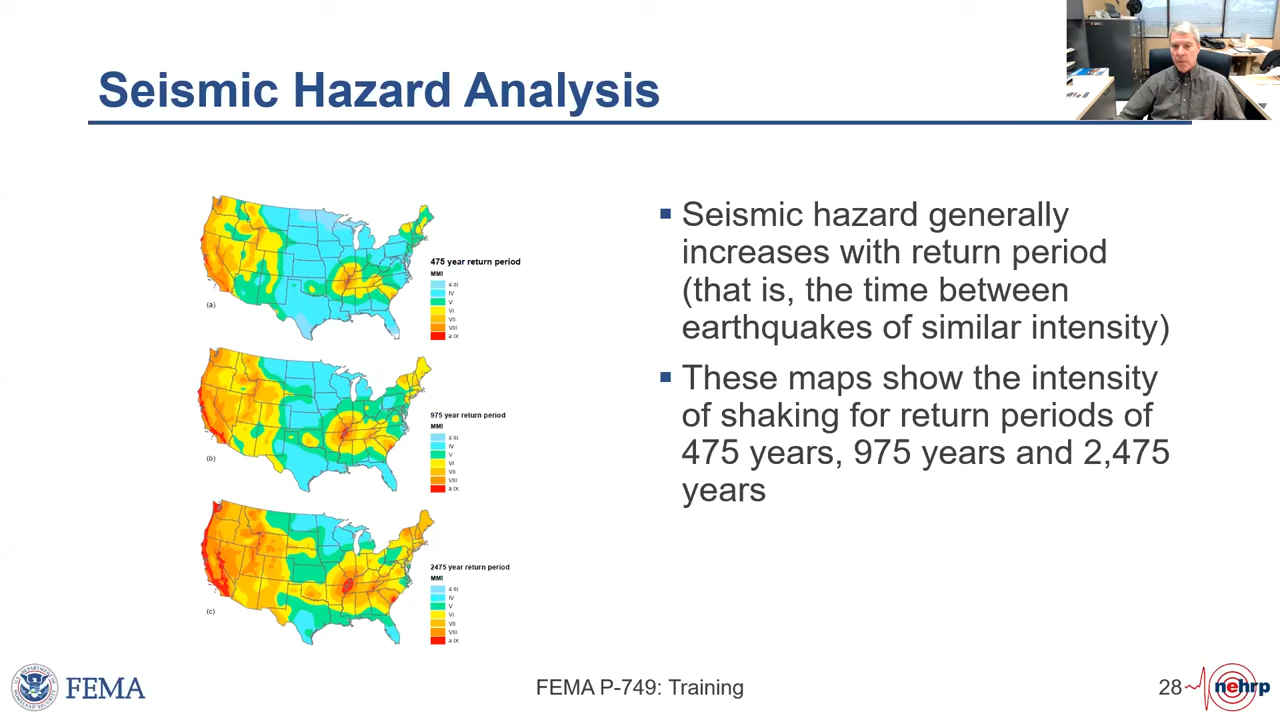 Seismic Hazard Analysis
475 year return period
MMI
≤ III
IV
V
VI
VII
VIII
≥ IX
(a)
975 year return period
MMI
≤ III
IV
V
VI
VII
VIII
≥ IX
(b)
2475 year return period
MMI
≤ III
IV
V
VI
VII
VIII
≥ IX
(c)
▪ Seismic hazard generally
increases with return period
(that is, the time between
earthquakes of similar intensity)
▪ These maps show the intensity
of shaking for return periods of
475 years, 975 years and 2,475
years
FEMA
FEMA P-749: Training
28
nehrp